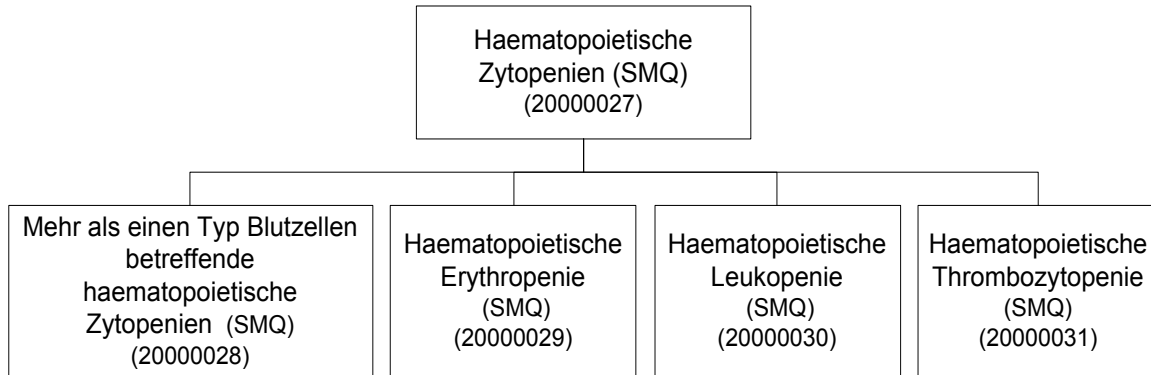 Haematopoietische
Zytopenien (SMQ)
(20000027)
Mehr als einen Typ Blutzellen
betreffende
haematopoietische
Zytopenien (SMQ)
(20000028)
Haematopoietische
Erythropenie
(SMQ)
(20000029)
Haematopoietische
Leukopenie
(SMQ)
(20000030)
Haematopoietische
Thrombozytopenie
(SMQ)
(20000031)